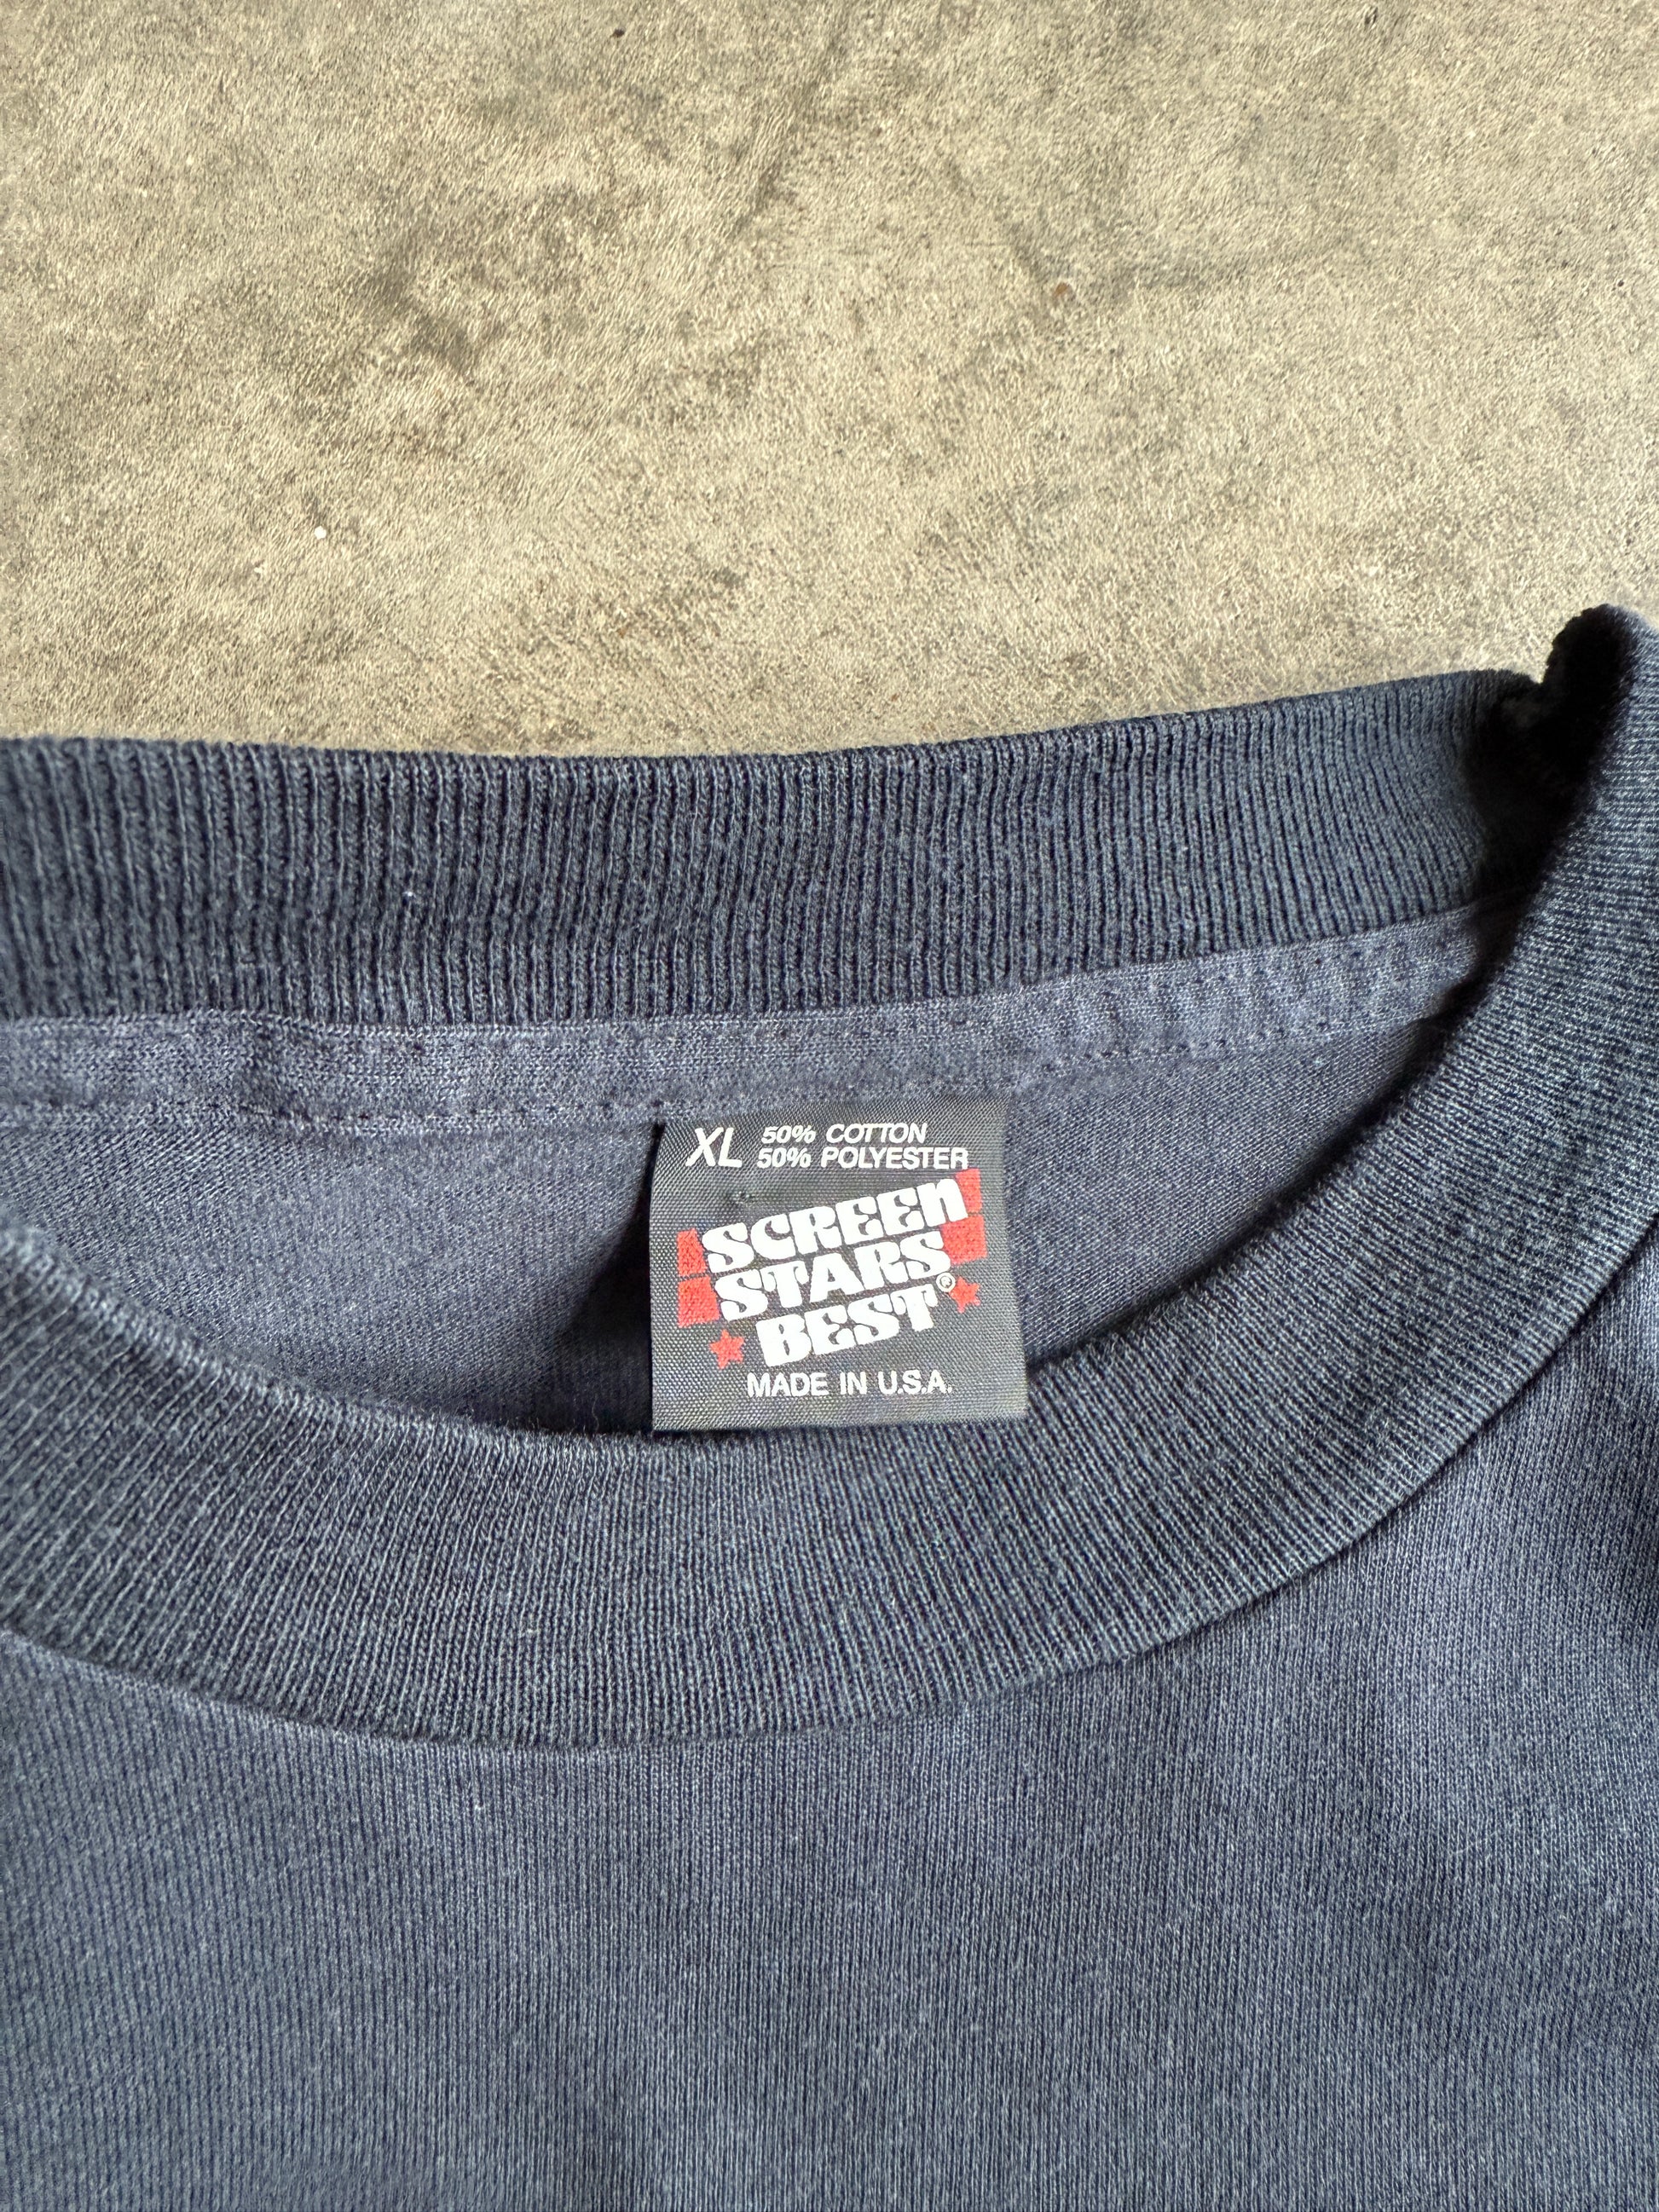 XL 50% COTTON
50% POLYESTER
SCREEN
STARS
BEST®
MADE IN U.S.A.